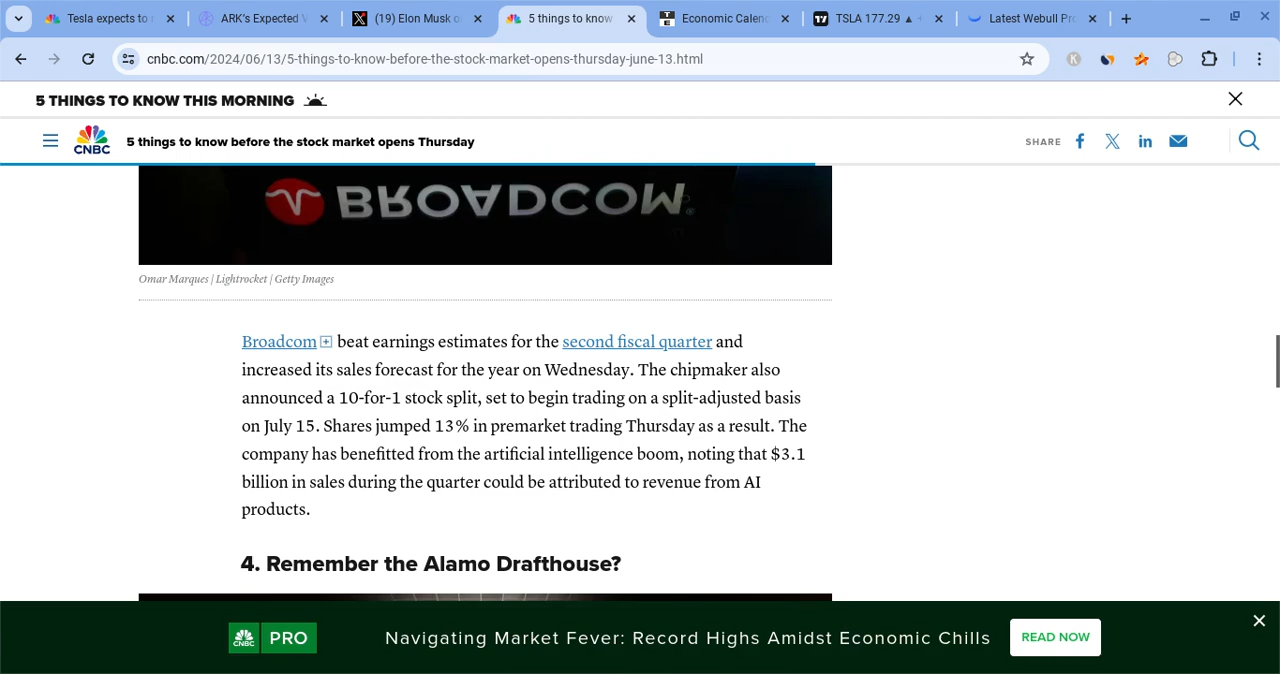 Tesla expects to r
ARK's Expected V
(19) Elon Musk o
5 things to know
Economic Calenc
TSLA 177.29 ▲ +
Latest Webull Pro
cnbc.com/2024/06/13/5-things-to-know-before-the-stock-market-opens-thursday-june-13.html
5 THINGS TO KNOW THIS MORNING
CNBC
5 things to know before the stock market opens Thursday
SHARE
BROADCOM
Omar Marques | Lightrocket | Getty Images
Broadcom beat earnings estimates for the second fiscal quarter and
increased its sales forecast for the year on Wednesday. The chipmaker also
announced a 10-for-1 stock split, set to begin trading on a split-adjusted basis
on July 15. Shares jumped 13% in premarket trading Thursday as a result. The
company has benefitted from the artificial intelligence boom, noting that $3.1
billion in sales during the quarter could be attributed to revenue from AI
products.
4. Remember the Alamo Drafthouse?
CNBC PRO
Navigating Market Fever: Record Highs Amidst Economic Chills
READ NOW